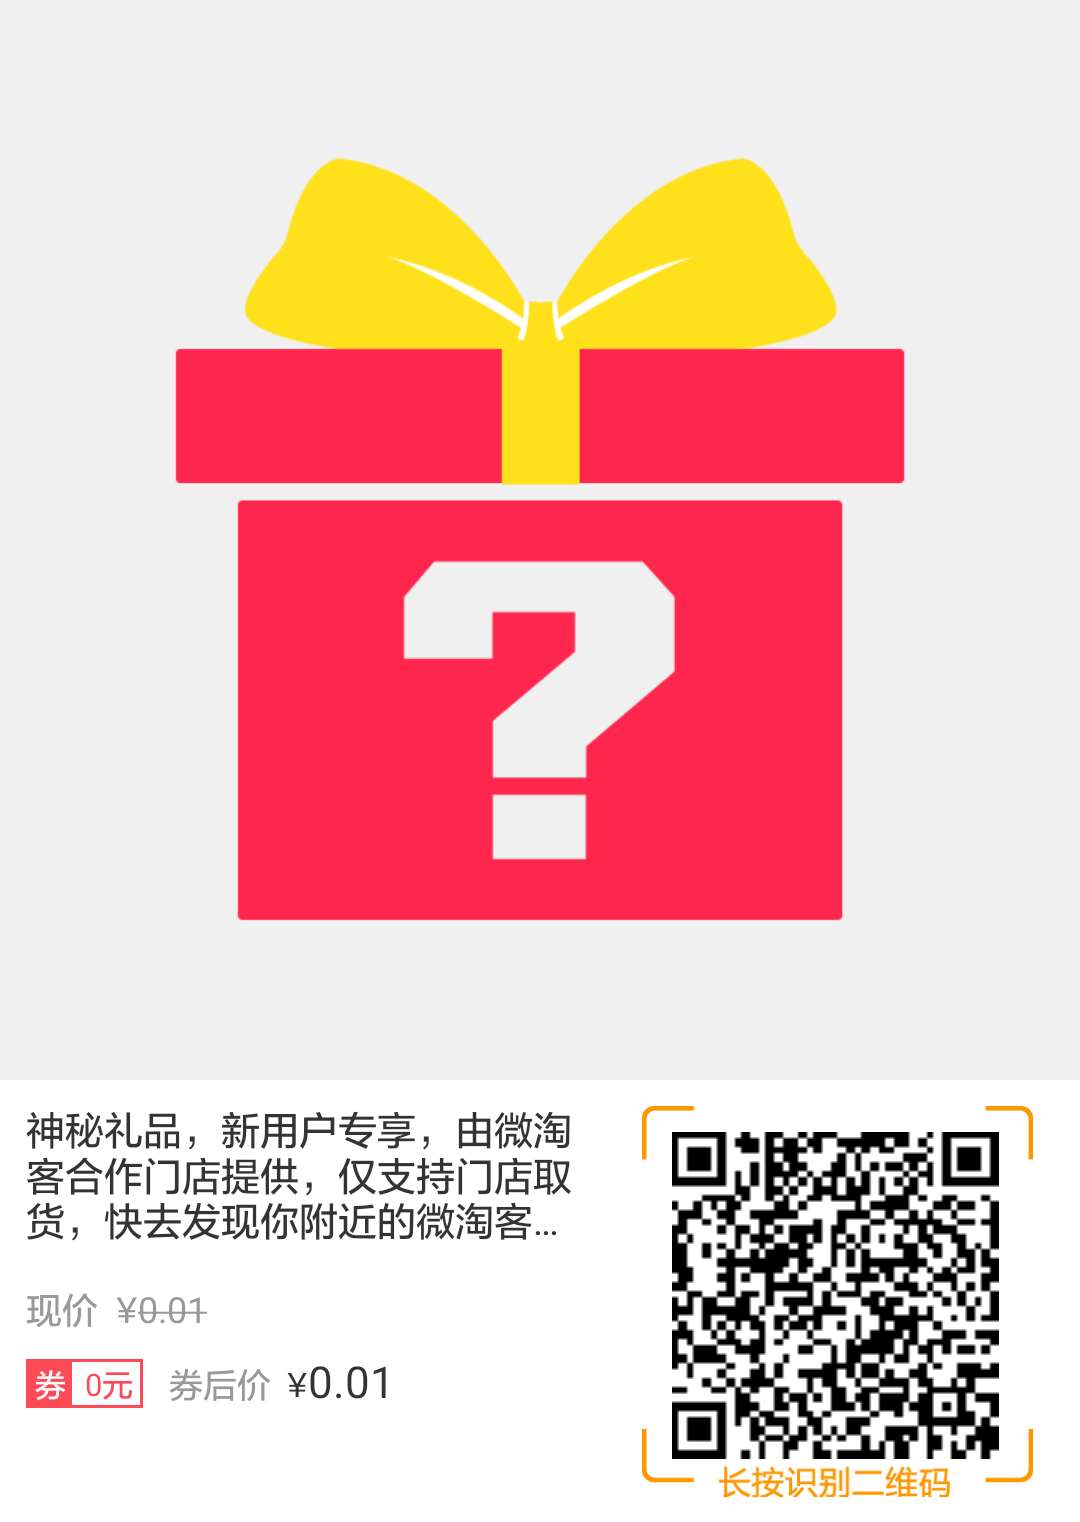 ?
神秘礼品，新用户专享，由微淘
客合作门店提供，仅支持门店取
货，快去发现你附近的微淘客...
现价 ¥0.01
券 0元 券后价 ¥0.01
长按识别二维码